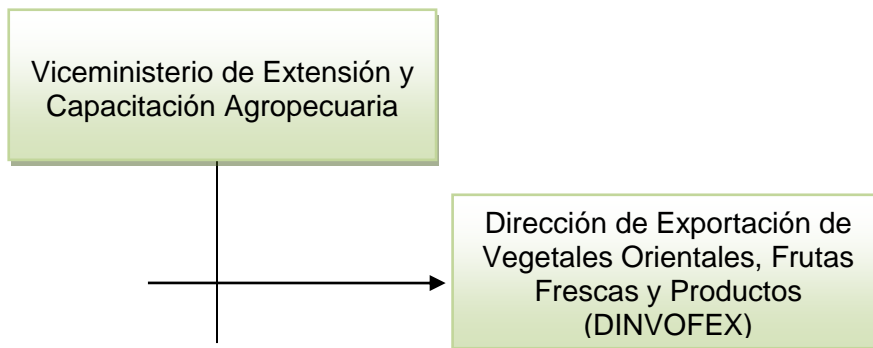 Viceministerio de Extensión y
Capacitación Agropecuaria
Dirección de Exportación de
Vegetales Orientales, Frutas
Frescas y Productos
(DINVOFEX)